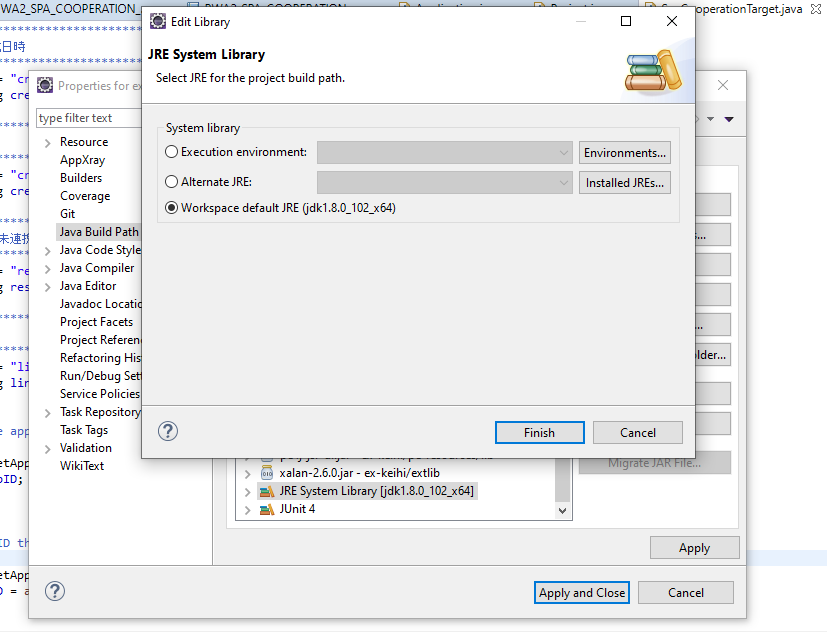 WA2_SPA_COOPERATION_
CooperationTarget.java
Edit Library
JRE System Library
Select JRE for the project build path.
System library
Execution environment:
Environments...
Alternate JRE:
Installed JREs...
Workspace default JRE (jdk1.8.0_102_x64)
Finish
Cancel
Properties for ex
type filter text
Resource
AppXray
Builders
Coverage
Git
Java Build Path
Java Code Style
Java Compiler
Java Editor
Javadoc Locatio
Project Facets
Project Referen
Refactoring His
Run/Debug Sett
Service Policies
Task Repository
Task Tags
Validation
WikiText
older...
xalan-2.6.0.jar - ex-keihi/extlib
JRE System Library [jdk1.8.0_102_x64]
JUnit 4
Migrate JAR File...
Apply
Apply and Close
Cancel
日時
= "cr
g cre
= "cr
g cre
未連携
= "re
g res
= "li
g lin
e app
etApp
ID;
ID th
etApp
D = a